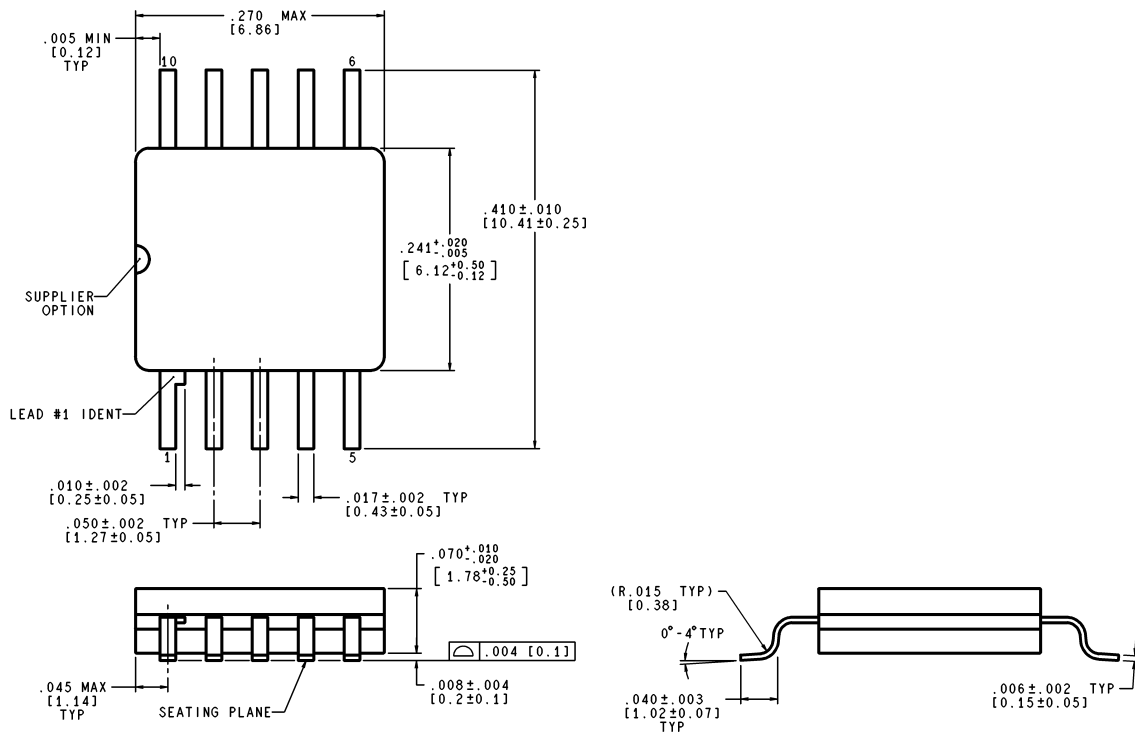 .270 MAX
[6.86]
.005 MIN
[0.12]
TYP
10
6
.410±.010
[10.41±0.25]
.241+.020
-.005
[ 6.12+0.50
-0.12 ]
SUPPLIER
OPTION
LEAD #1 IDENT
1
5
.010±.002
[0.25±0.05]
.017±.002 TYP
[0.43±0.05]
.050±.002 TYP
[1.27±0.05]
.070+.010
-.020
[ 1.78+0.25
-0.50 ]
(R.015 TYP)
[0.38]
0°-4°TYP
.004 [0.1]
.045 MAX
[1.14]
TYP
SEATING PLANE
.008±.004
[0.2±0.1]
.040±.003
[1.02±0.07]
TYP
.006±.002 TYP
[0.15±0.05]